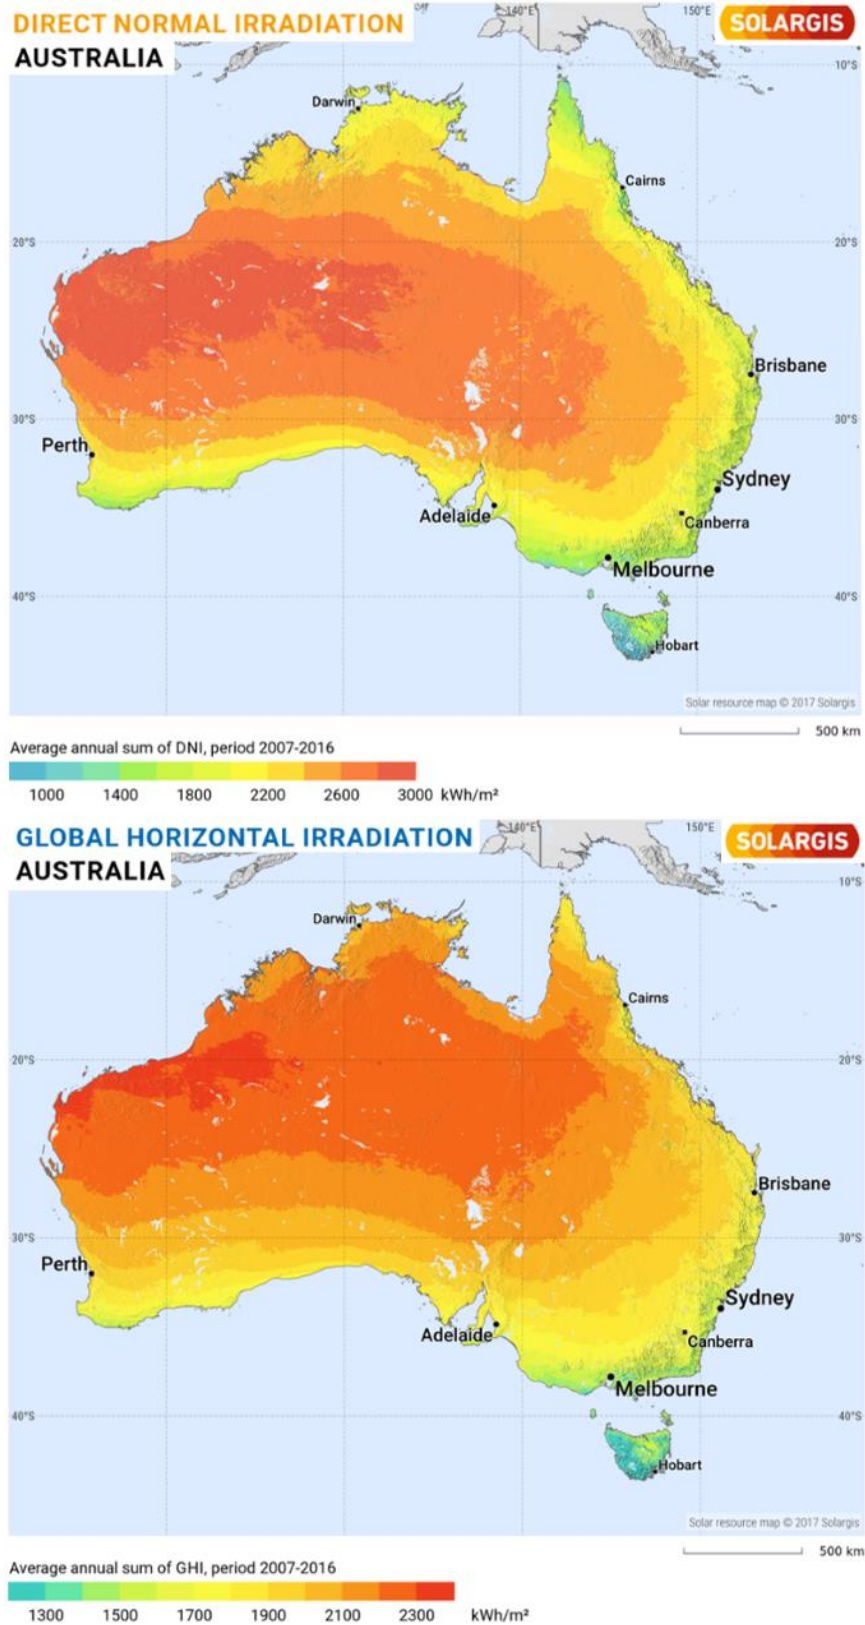 DIRECT NORMAL IRRADIATION
AUSTRALIA
140°E
150°E
SOLARGIS
10°S
Darwin
Cairns
20°S
20°S
Brisbane
30°S
30°S
Perth
Sydney
Adelaide
Canberra
Melbourne
40°S
40°S
Hobart
Solar resource map © 2017 Solargis
500 km
Average annual sum of DNI, period 2007-2016
1000 1400 1800 2200 2600 3000 kWh/m²
GLOBAL HORIZONTAL IRRADIATION
AUSTRALIA
140°E
150°E
SOLARGIS
10°S
Darwin
Cairns
20°S
20°S
Brisbane
30°S
30°S
Perth
Sydney
Adelaide
Canberra
Melbourne
40°S
40°S
Hobart
Solar resource map © 2017 Solargis
500 km
Average annual sum of GHI, period 2007-2016
1300 1500 1700 1900 2100 2300 kWh/m²